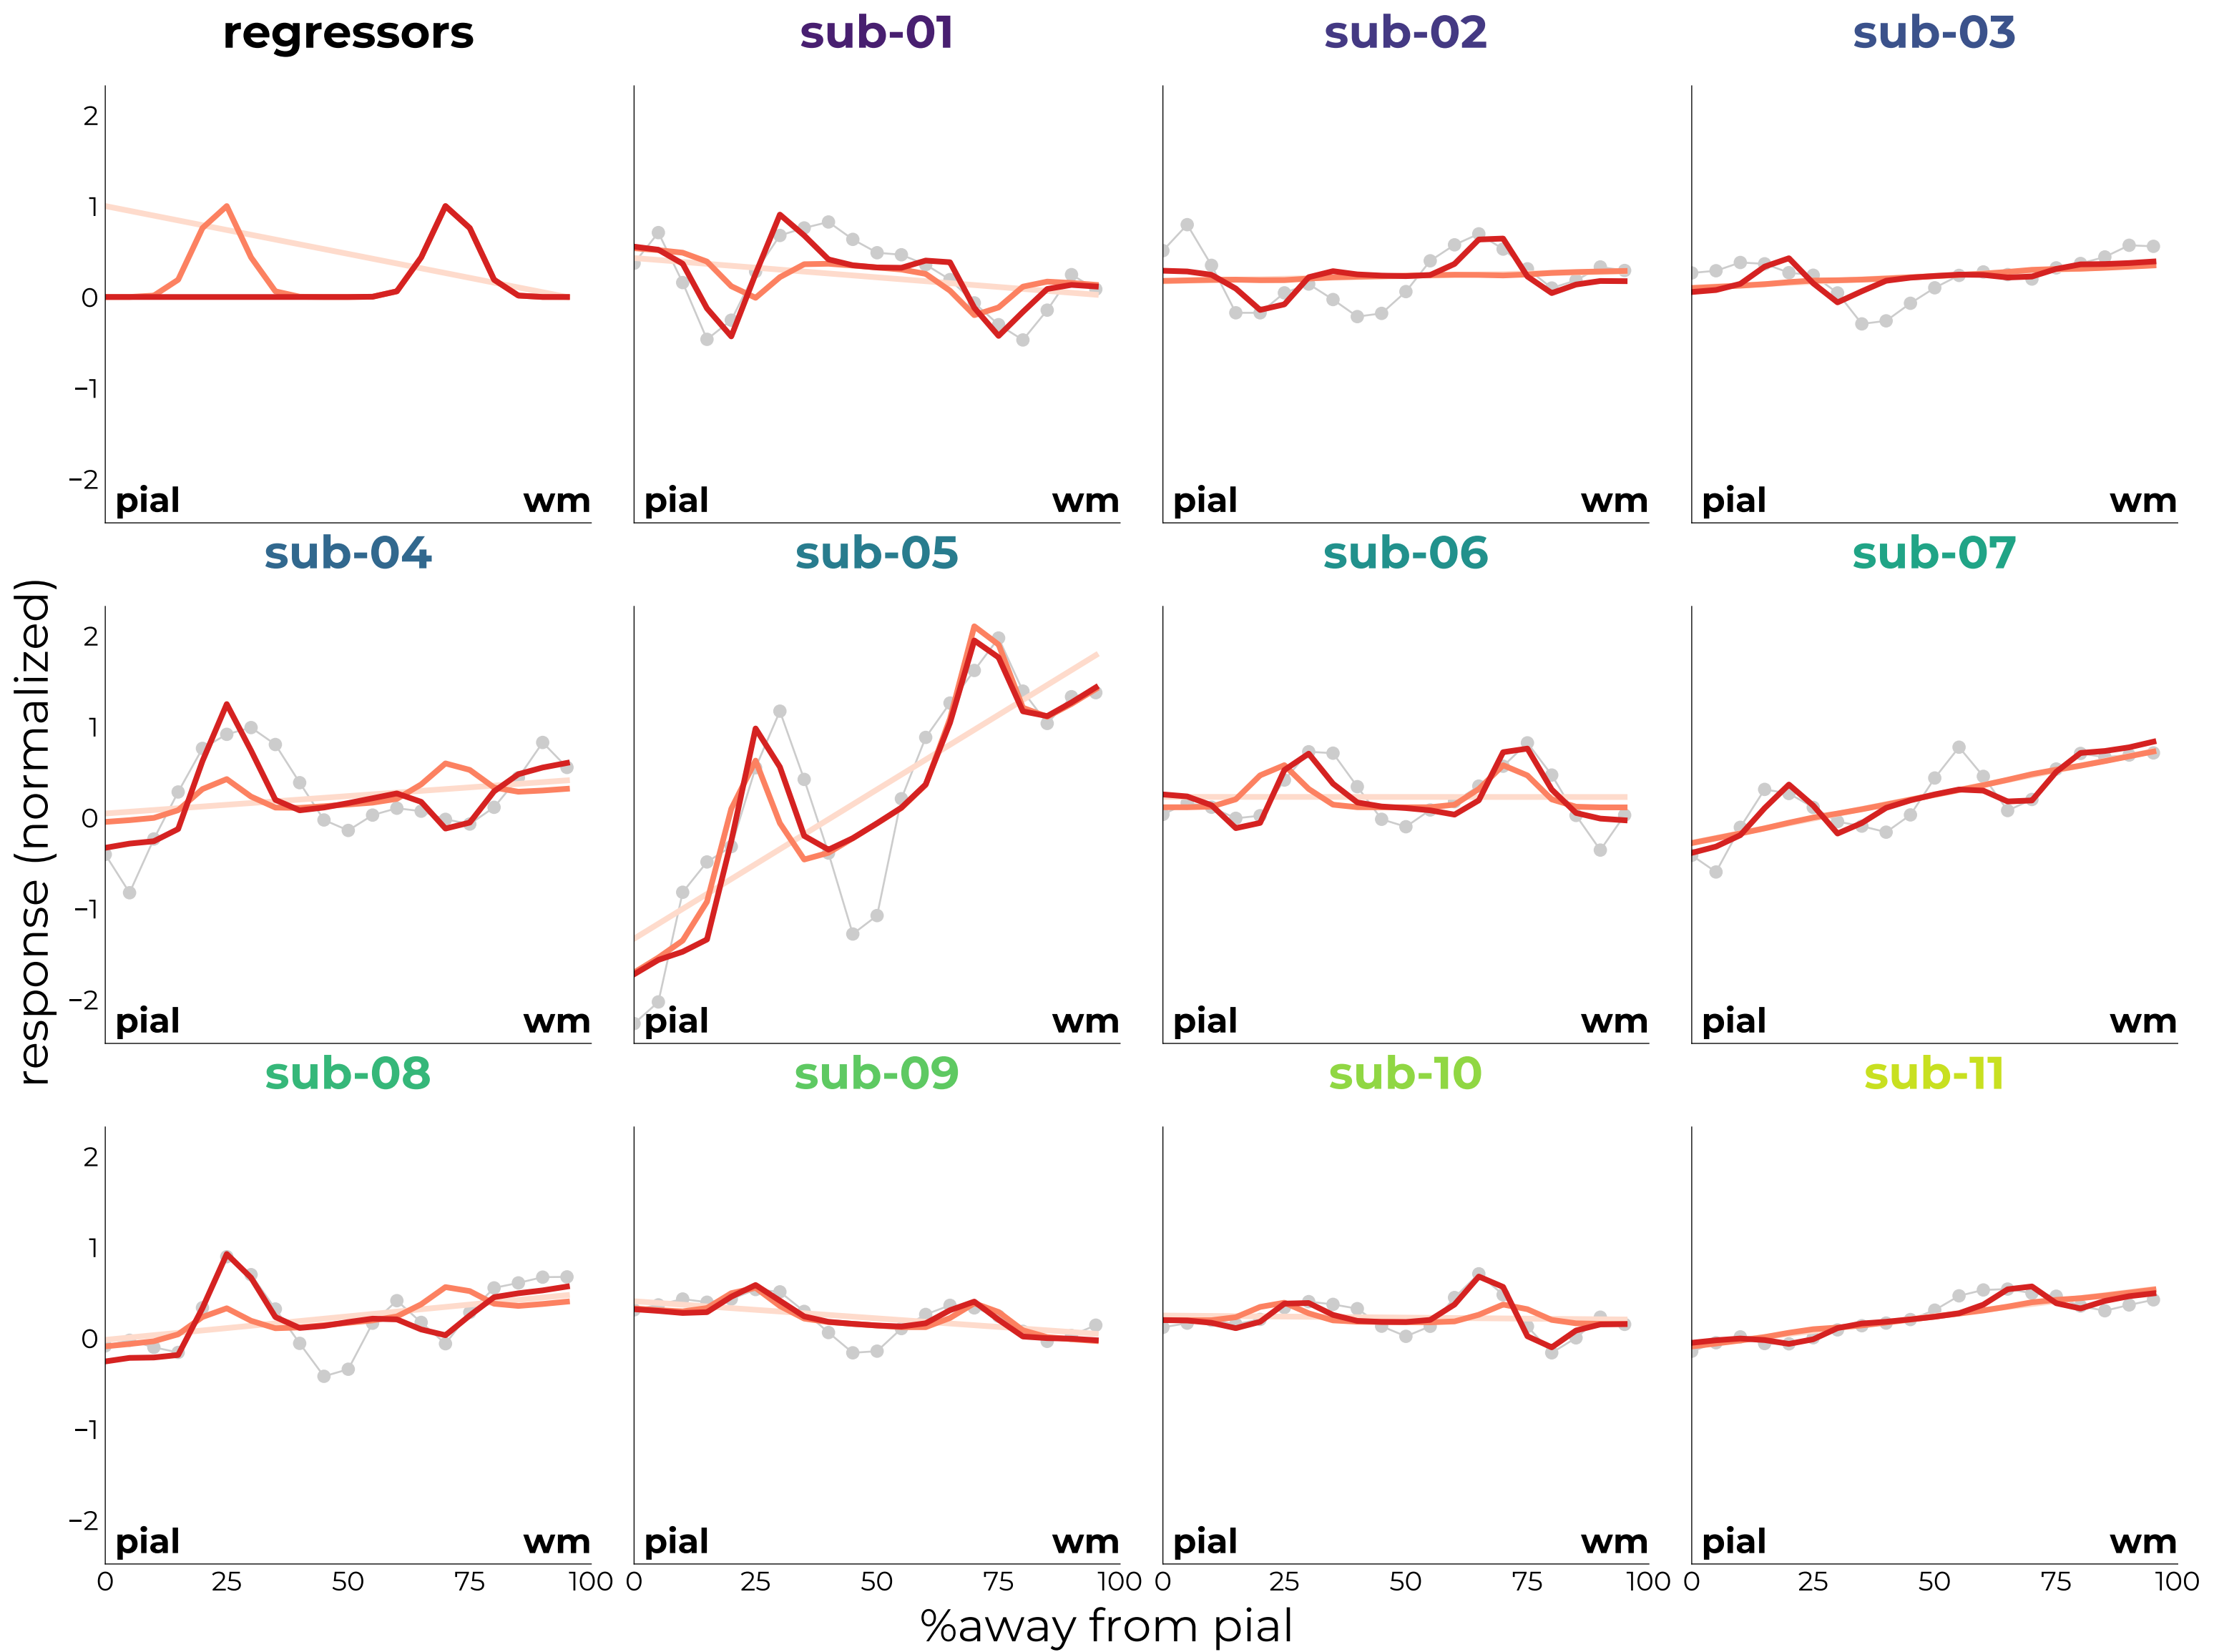 regressors
sub-01
sub-02
sub-03
2
1
0
−1
−2
pial wm
pial wm
pial wm
pial wm
sub-04
sub-05
sub-06
sub-07
response (normalized)
2
1
0
−1
−2
pial wm
pial wm
pial wm
pial wm
sub-08
sub-09
sub-10
sub-11
2
1
0
−1
−2
pial wm
pial wm
pial wm
pial wm
0 25 50 75 100
0 25 50 75 100
0 25 50 75 100
0 25 50 75 100
%away from pial